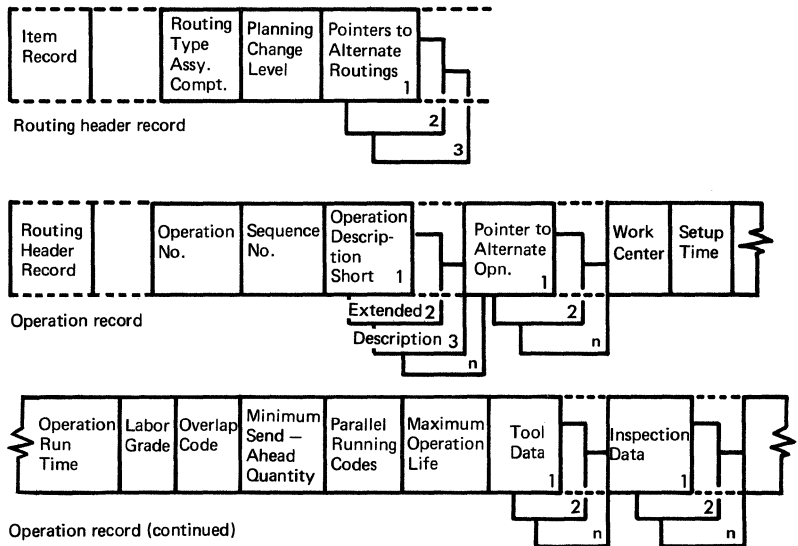 Item
Record
Routing
Type
Assy.
Compt.
Planning
Change
Level
Pointers to
Alternate
Routings
1
2
3
Routing header record
Routing
Header
Record
Operation
No.
Sequence
No.
Operation
Descrip-
tion
Short
1
Extended 2
Description 3
n
Pointer to
Alternate
Opn.
1
2
n
Work
Center
Setup
Time
Operation record
Operation
Run
Time
Labor
Grade
Overlap
Code
Minimum
Send –
Ahead
Quantity
Parallel
Running
Codes
Maximum
Operation
Life
Tool
Data
1
2
n
Inspection
Data
1
2
n
Operation record (continued)